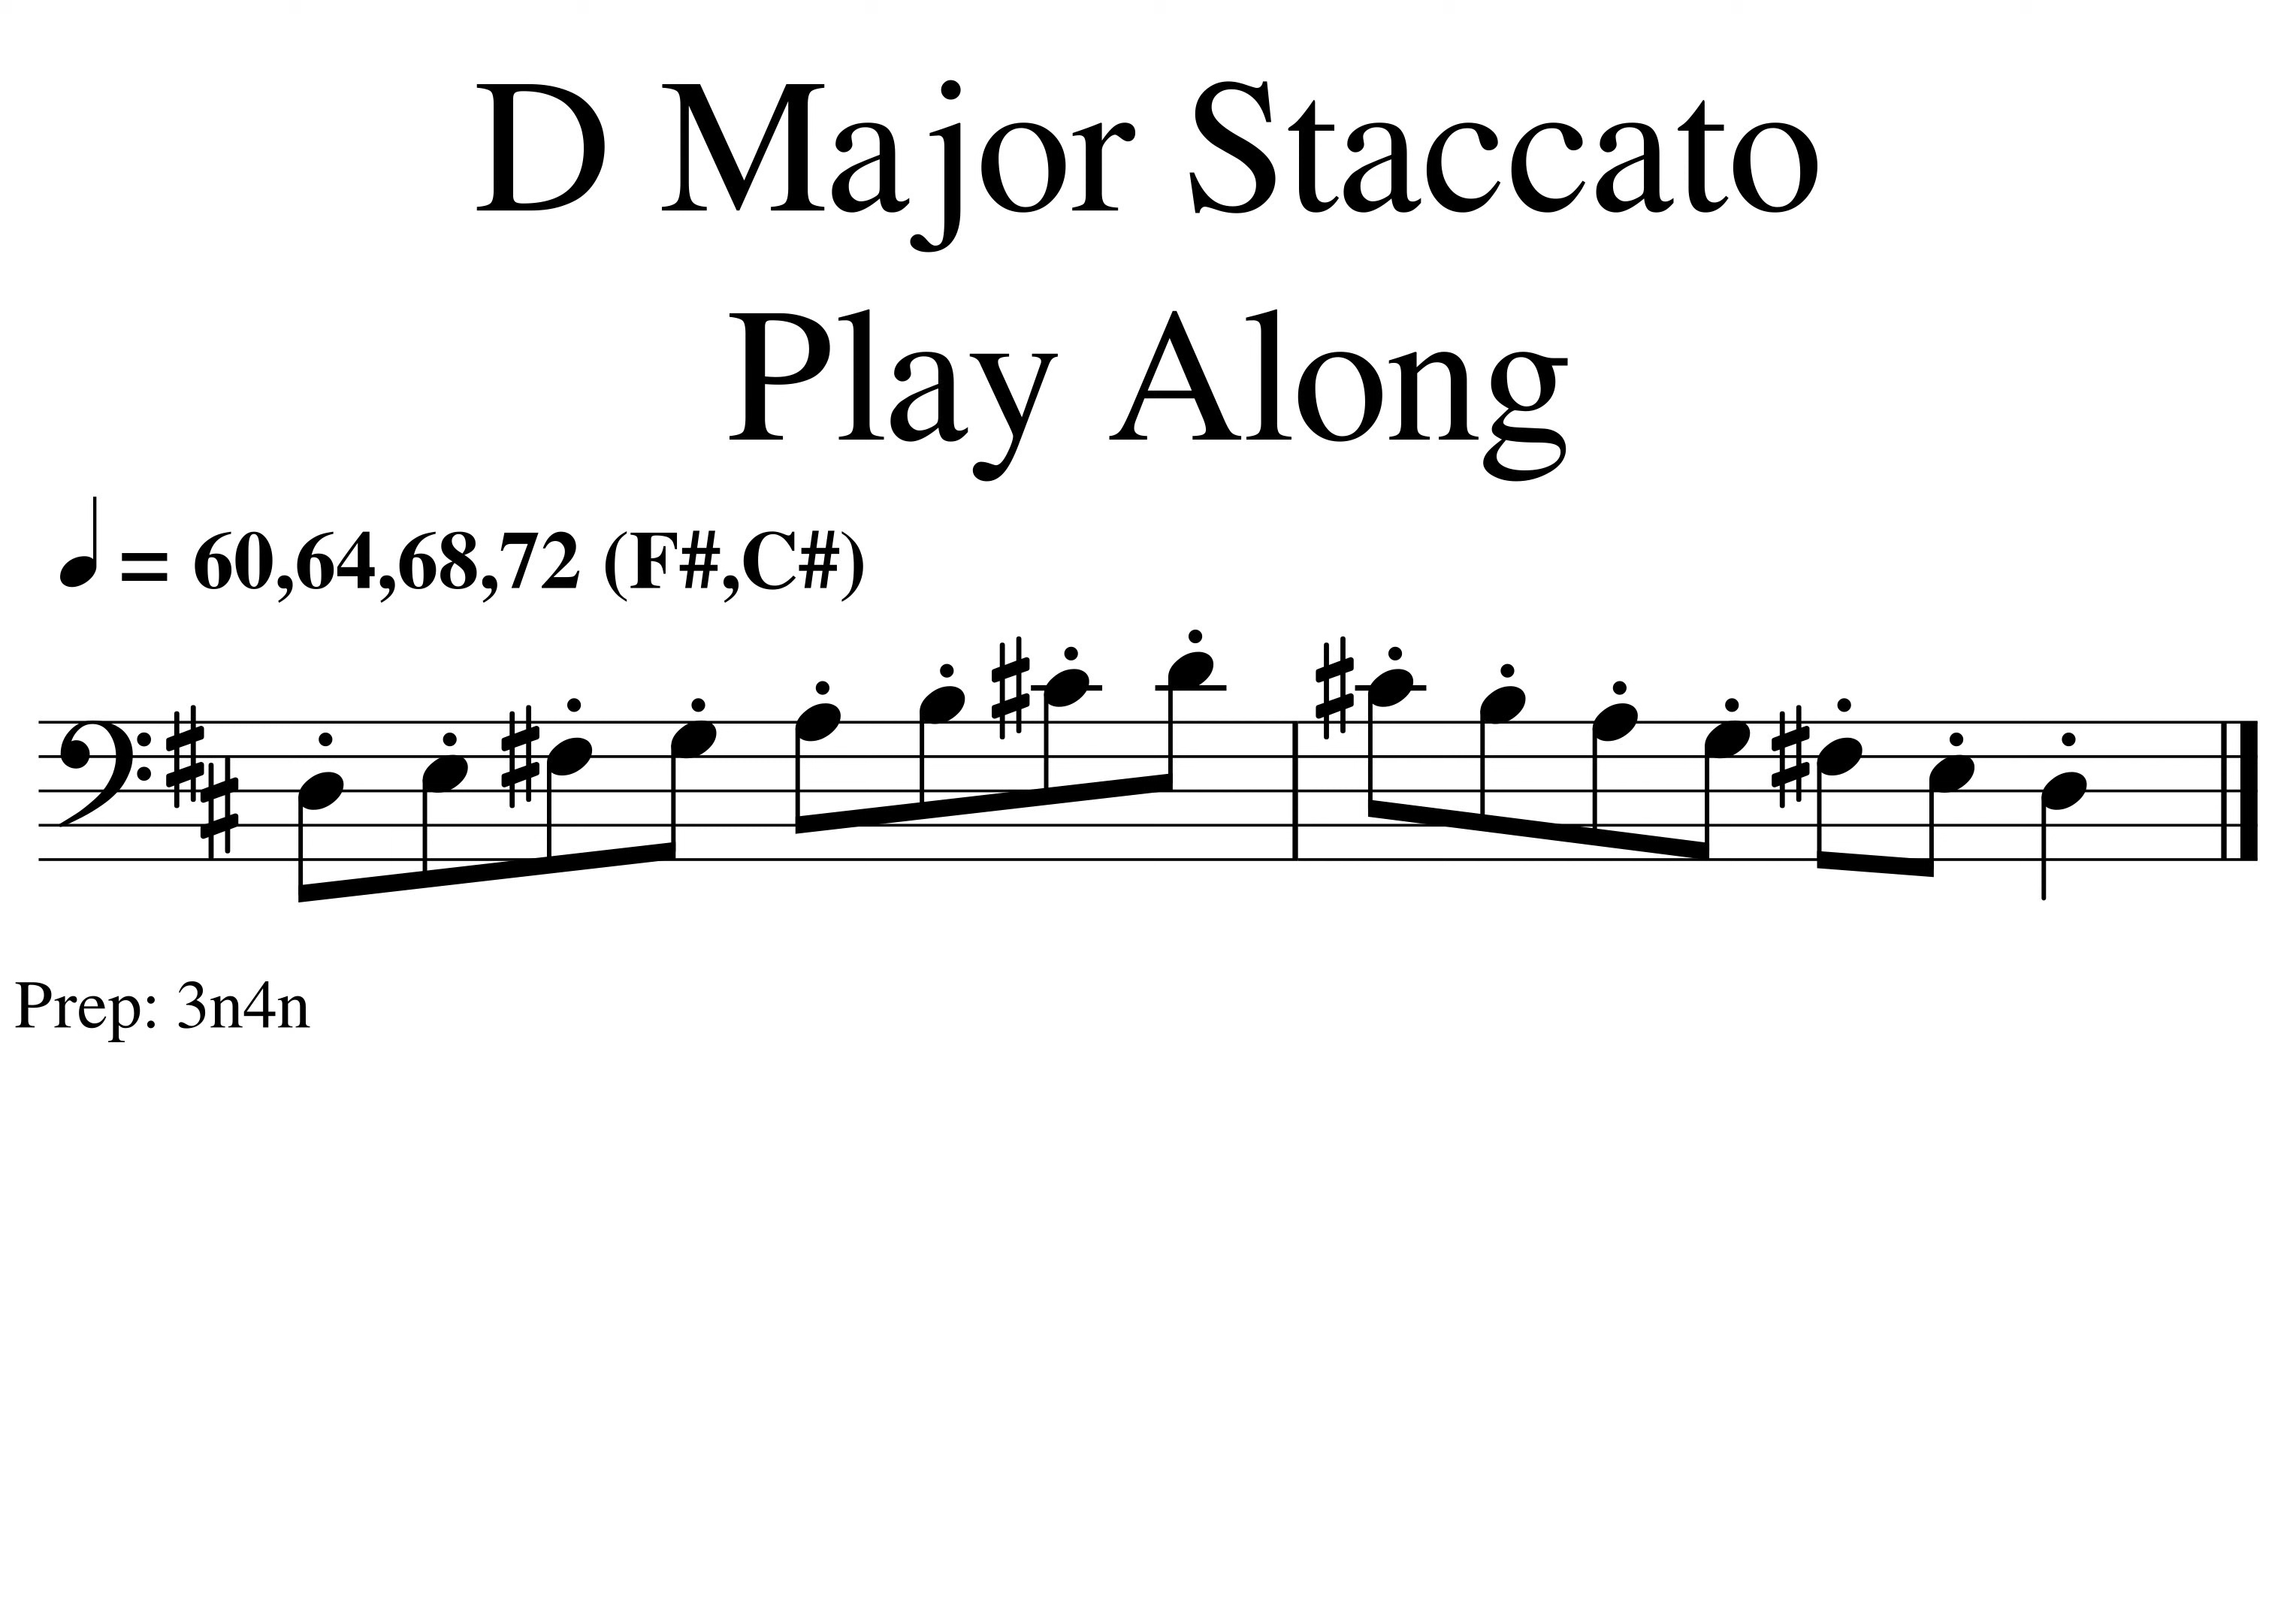 D Major Staccato
Play Along
= 60,64,68,72 (F#,C#)
Prep: 3n4n